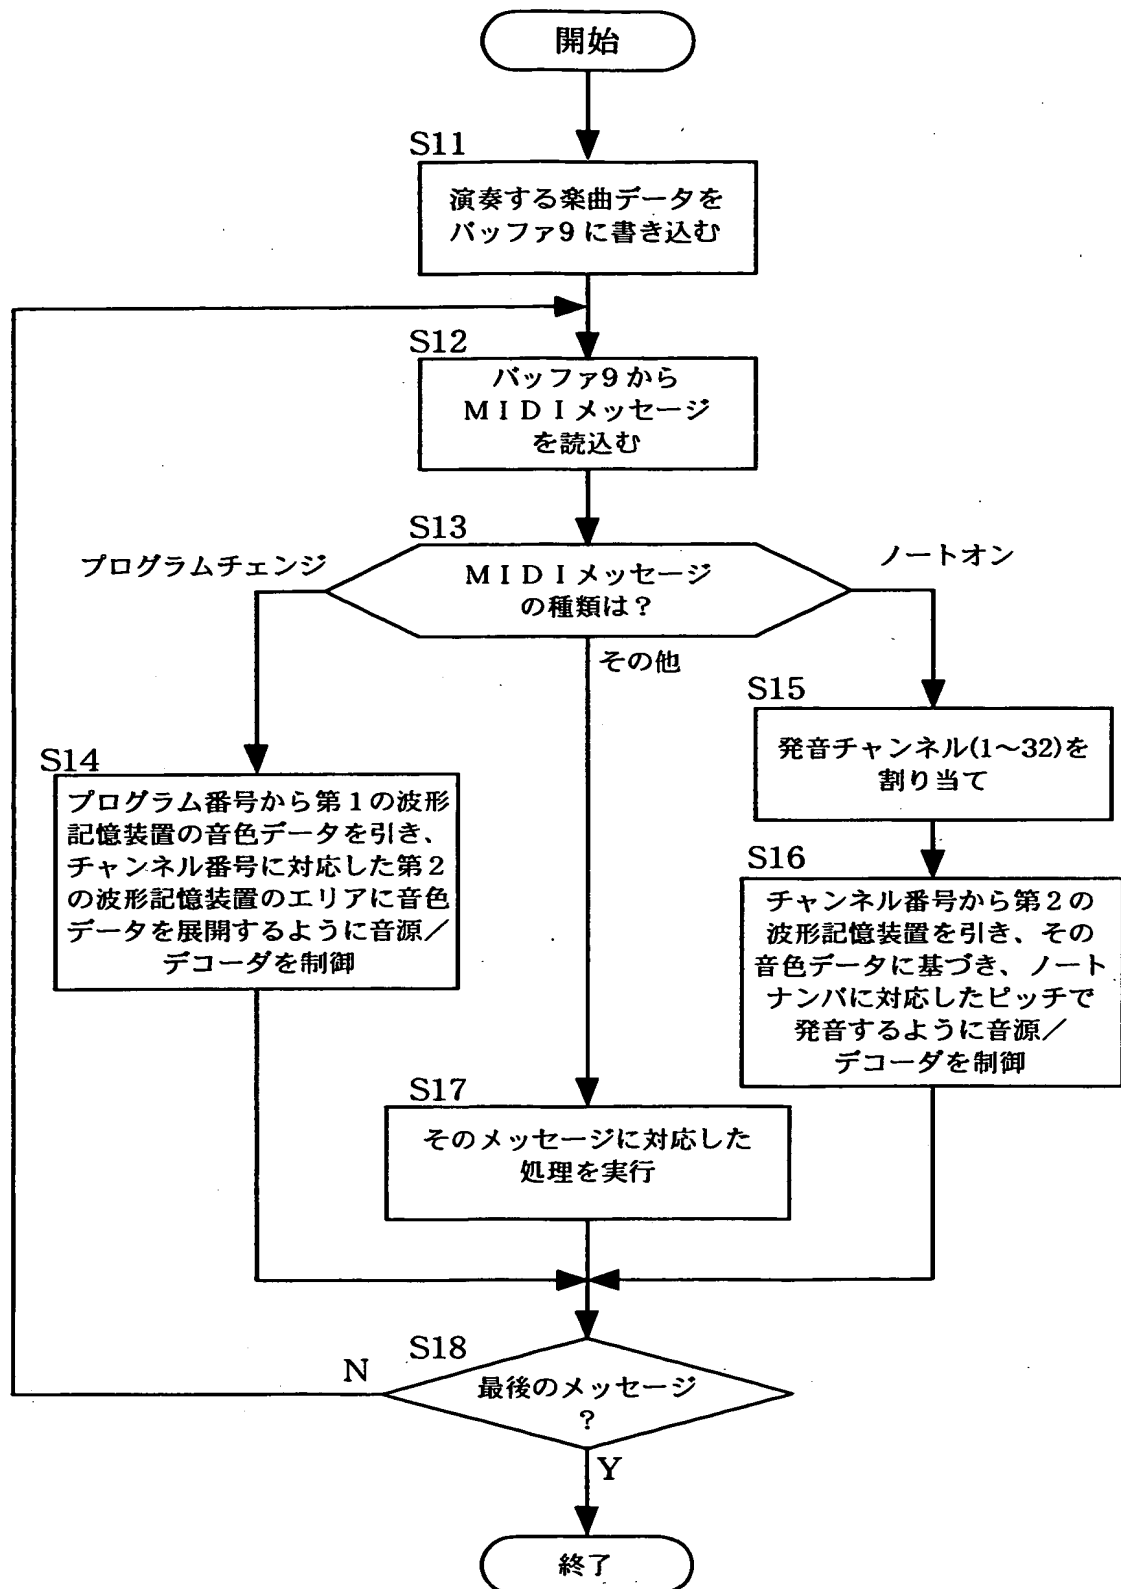 開始
S11
演奏する楽曲データを
バッファ9に書き込む
S12
バッファ9から
ＭＩＤＩメッセージ
を読込む
S13
プログラムチェンジ
ＭＩＤＩメッセージ
の種類は？
ノートオン
その他
S14
プログラム番号から第１の波形
記憶装置の音色データを引き、
チャンネル番号に対応した第２
の波形記憶装置のエリアに音色
データを展開するように音源／
デコーダを制御
S15
発音チャンネル(1～32)を
割り当て
S16
チャンネル番号から第２の
波形記憶装置を引き、その
音色データに基づき、ノート
ナンバに対応したピッチで
発音するように音源／
デコーダを制御
S17
そのメッセージに対応した
処理を実行
S18
N
最後のメッセージ
？
Y
終了